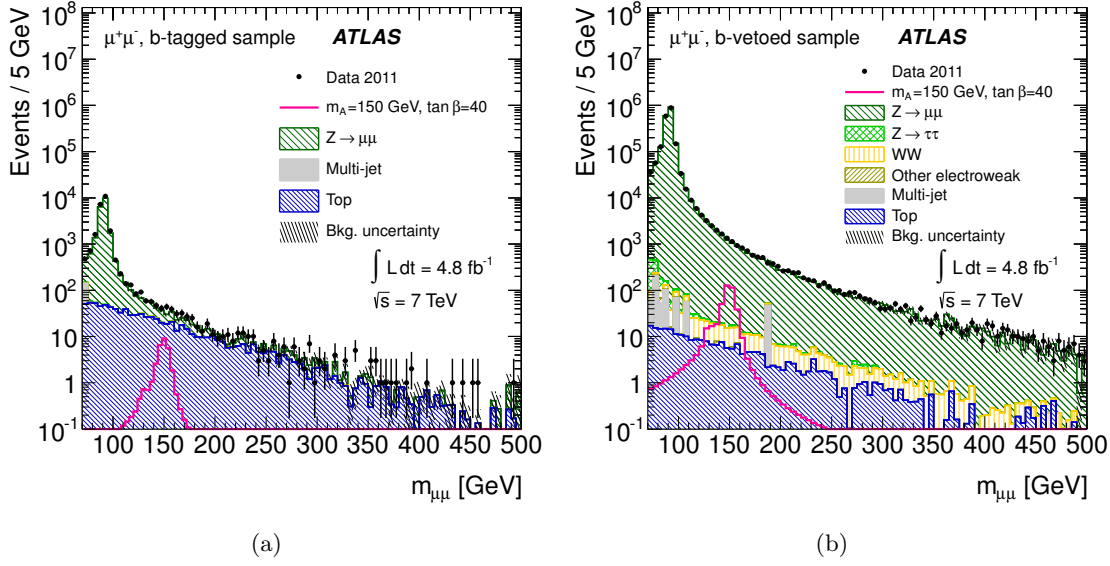 μ⁺μ⁻, b-tagged sample ATLAS
Data 2011
m_A=150 GeV, tan β=40
Z → μμ
Multi-jet
Top
Bkg. uncertainty
∫ L dt = 4.8 fb⁻¹
√s = 7 TeV
Events / 5 GeV
10⁸
10⁷
10⁶
10⁵
10⁴
10³
10²
10
1
10⁻¹
100 150 200 250 300 350 400 450 500
m_μμ [GeV]
(a)
μ⁺μ⁻, b-vetoed sample ATLAS
Data 2011
m_A=150 GeV, tan β=40
Z → μμ
Z → ττ
WW
Other electroweak
Multi-jet
Top
Bkg. uncertainty
∫ L dt = 4.8 fb⁻¹
√s = 7 TeV
Events / 5 GeV
10⁸
10⁷
10⁶
10⁵
10⁴
10³
10²
10
1
10⁻¹
100 150 200 250 300 350 400 450 500
m_μμ [GeV]
(b)